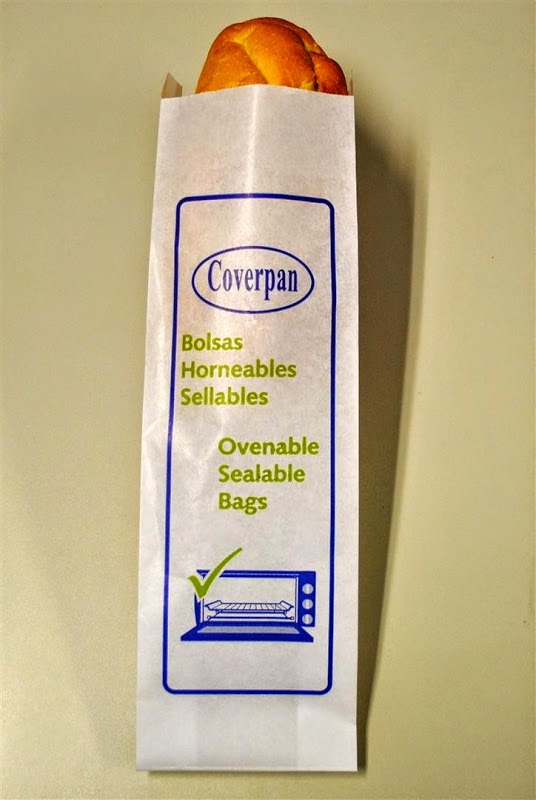 Coverpan
Bolsas
Horneables
Sellables
Ovenable
Sealable
Bags